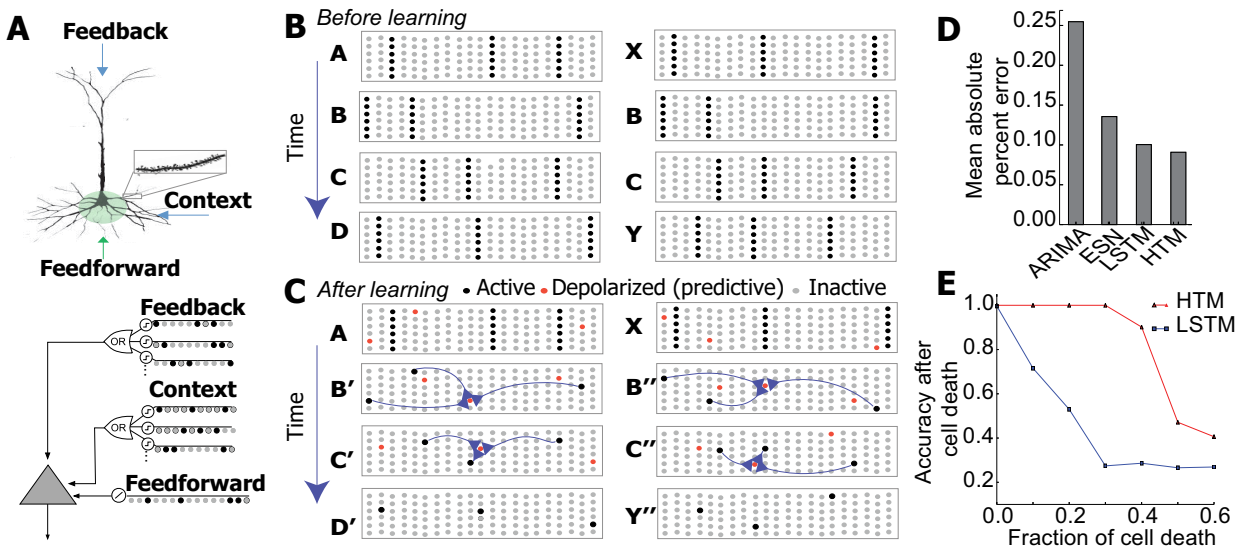 A
Feedback
Context
Feedforward
Feedback
OR
Context
OR
Feedforward
B Before learning
Time
A
B
C
D
X
B
C
Y
C After learning Active Depolarized (predictive) Inactive
Time
A
B′
C′
D′
X
B′′
C′′
Y′′
D
Mean absolute
percent error
0.25
0.20
0.15
0.10
0.05
0.00
ARIMA
ESN
LSTM
HTM
E
Accuracy after
cell death
1.0
0.8
0.6
0.4
0.2
HTM
LSTM
0.0 0.2 0.4 0.6
Fraction of cell death